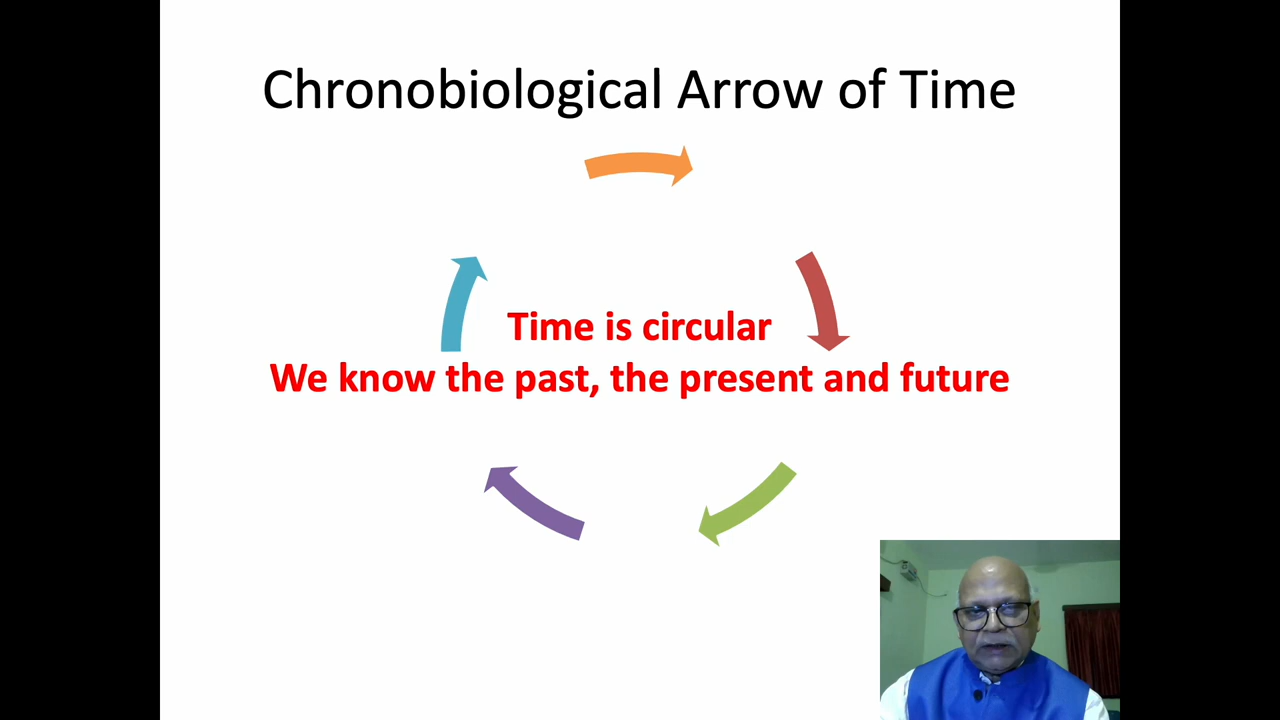 Chronobiological Arrow of Time
Time is circular
We know the past, the present and future